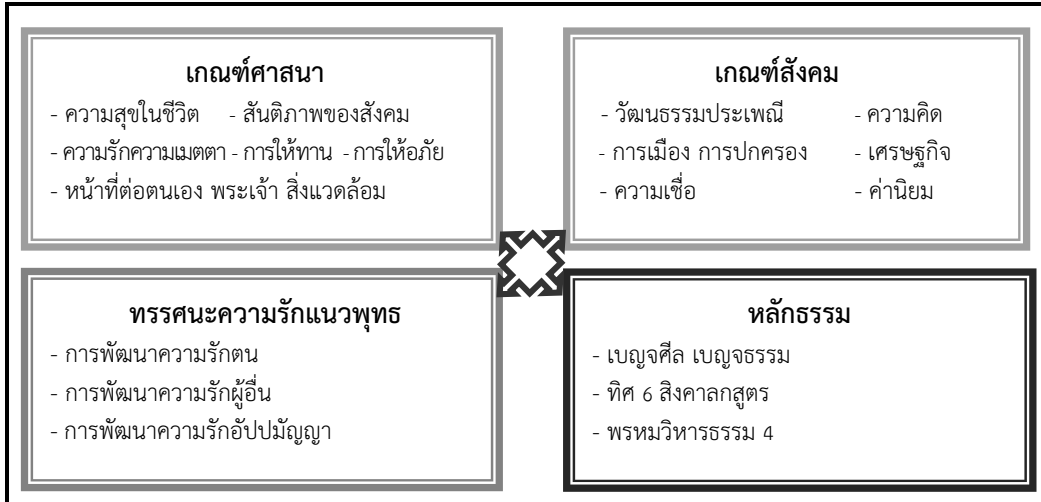 เกณฑ์ศาสนา
- ความสุขในชีวิต - สันติภาพของสังคม
- ความรักความเมตตา - การให้ทาน - การให้อภัย
- หน้าที่ต่อตนเอง พระเจ้า สิ่งแวดล้อม
เกณฑ์สังคม
- วัฒนธรรมประเพณี - ความคิด
- การเมือง การปกครอง - เศรษฐกิจ
- ความเชื่อ - ค่านิยม
ทรรศนะความรักแนวพุทธ
- การพัฒนาความรักตน
- การพัฒนาความรักผู้อื่น
- การพัฒนาความรักอัปปมัญญา
หลักธรรม
- เบญจศีล เบญจธรรม
- ทิศ 6 สิงคาลกสูตร
- พรหมวิหารธรรม 4